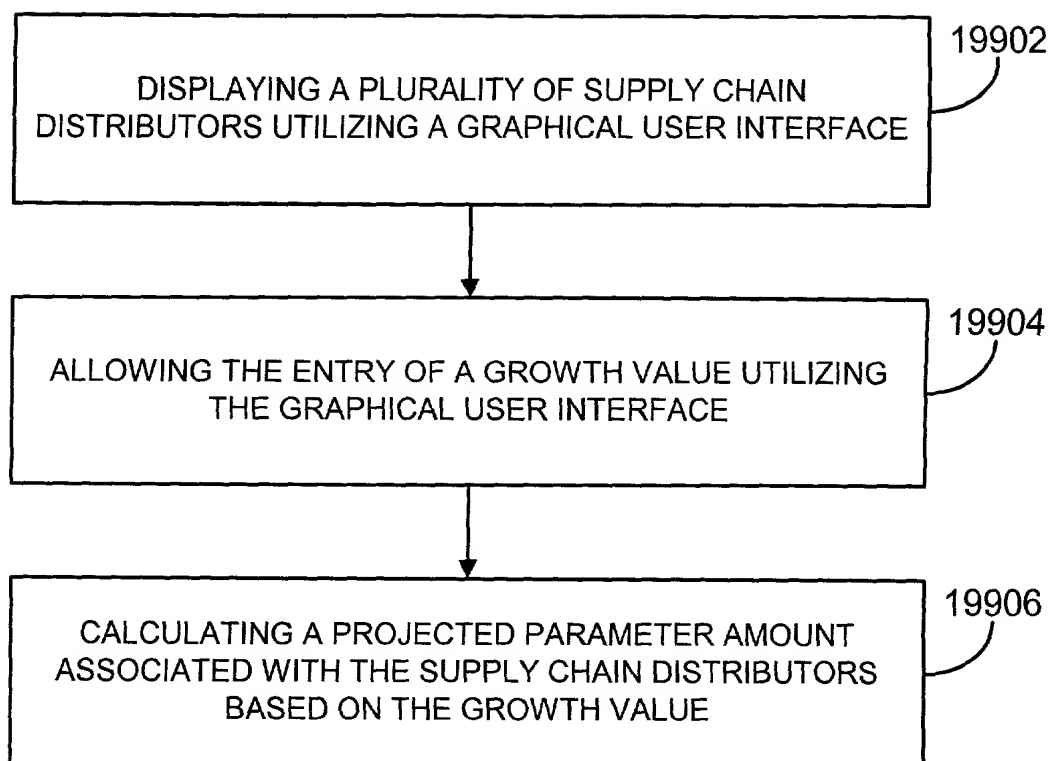 19902
DISPLAYING A PLURALITY OF SUPPLY CHAIN
DISTRIBUTORS UTILIZING A GRAPHICAL USER INTERFACE
19904
ALLOWING THE ENTRY OF A GROWTH VALUE UTILIZING
THE GRAPHICAL USER INTERFACE
19906
CALCULATING A PROJECTED PARAMETER AMOUNT
ASSOCIATED WITH THE SUPPLY CHAIN DISTRIBUTORS
BASED ON THE GROWTH VALUE